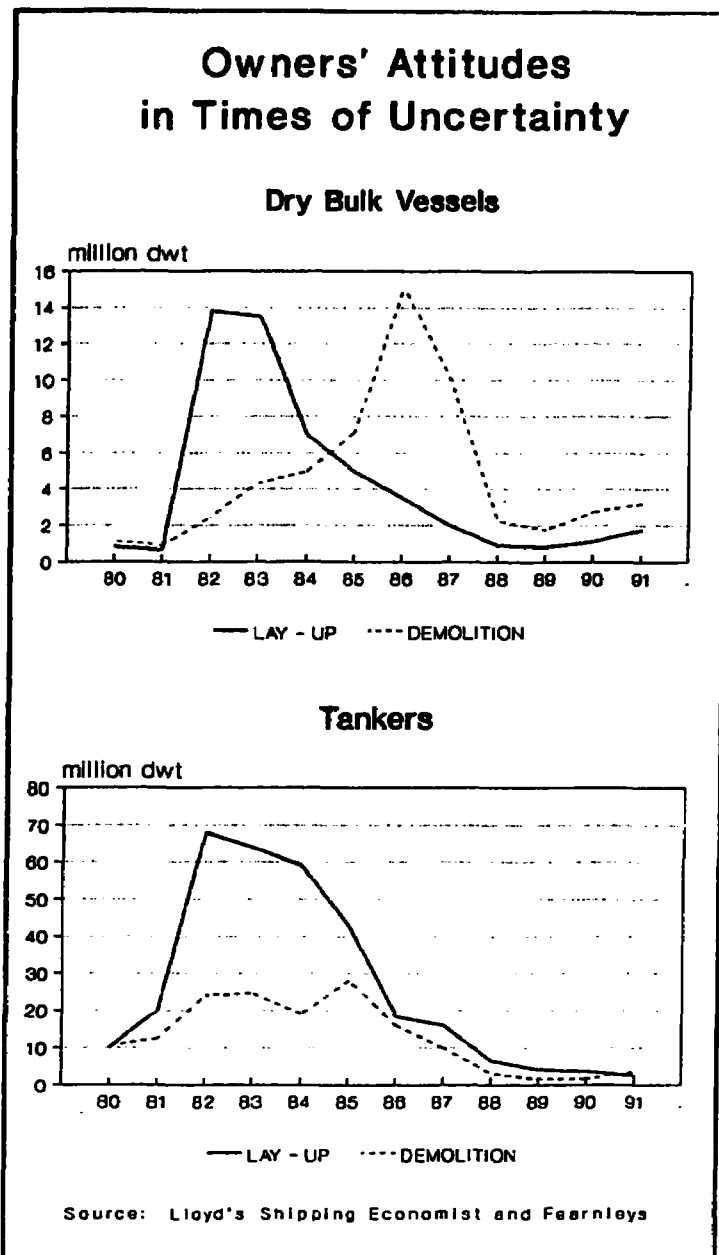 Owners' Attitudes
in Times of Uncertainty
Dry Bulk Vessels
million dwt
16
14
12
10
8
6
4
2
0
80 81 82 83 84 85 86 87 88 89 90 91
LAY - UP DEMOLITION
Tankers
million dwt
80
70
60
50
40
30
20
10
0
80 81 82 83 84 85 86 87 88 89 90 91
LAY - UP DEMOLITION
Source: Lloyd's Shipping Economist and Fearnleys